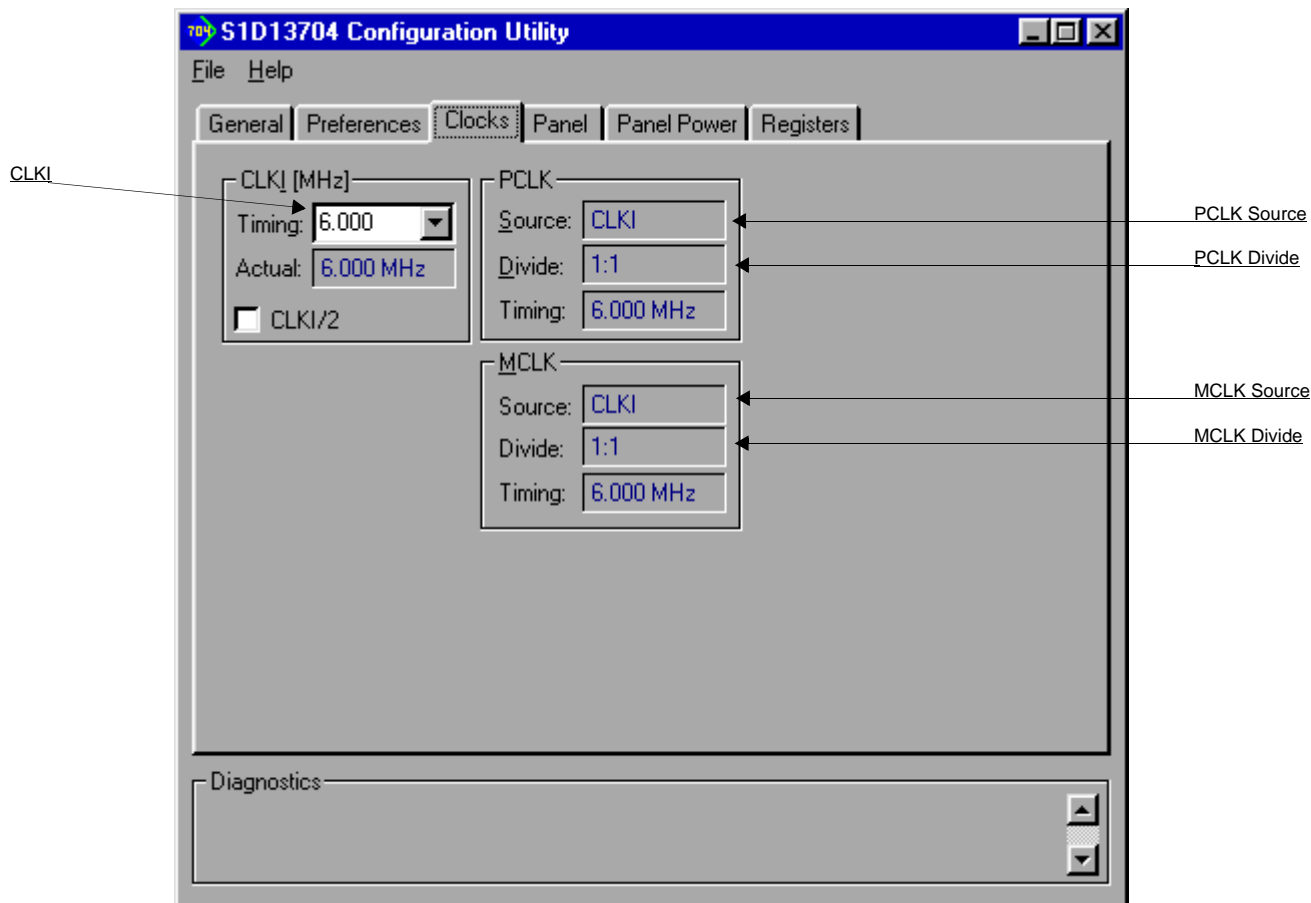 704 S1D13704 Configuration Utility
File Help
General Preferences Clocks Panel Panel Power Registers
CLKI
CLKI [MHz]
Timing: 6.000
Actual: 6.000 MHz
CLKI/2
PCLK
Source: CLKI
Divide: 1:1
Timing: 6.000 MHz
PCLK Source
PCLK Divide
MCLK
Source: CLKI
Divide: 1:1
Timing: 6.000 MHz
MCLK Source
MCLK Divide
Diagnostics